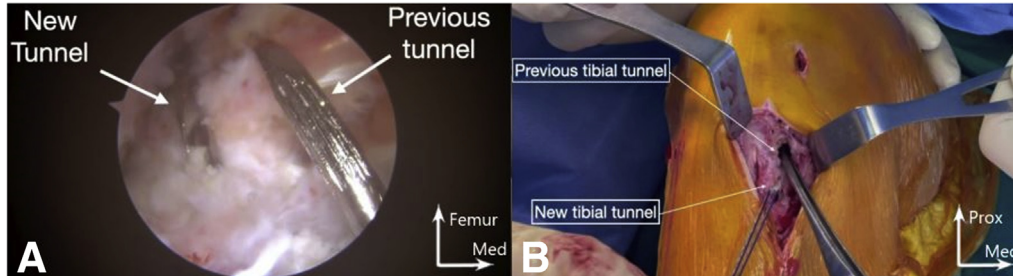 New
Tunnel
Previous
tunnel
Femur
Med
A
Previous tibial tunnel
New tibial tunnel
Prox
Med
B